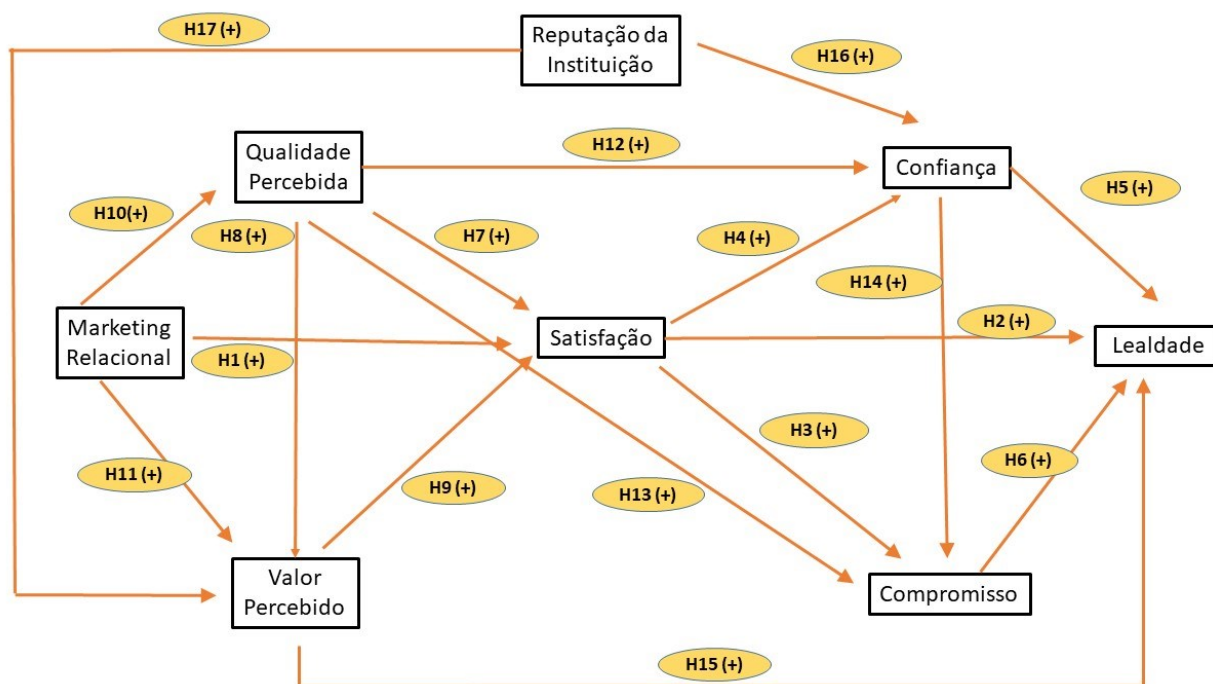 H17 (+)
Reputação da
Instituição
H16 (+)
Qualidade
Percebida
H12 (+)
Confiança
H5 (+)
H10(+)
H8 (+)
H7 (+)
H4 (+)
H14 (+)
Marketing
Relacional
H1 (+)
Satisfação
H2 (+)
Lealdade
H11 (+)
H9 (+)
H13 (+)
H3 (+)
H6 (+)
Valor
Percebido
Compromisso
H15 (+)